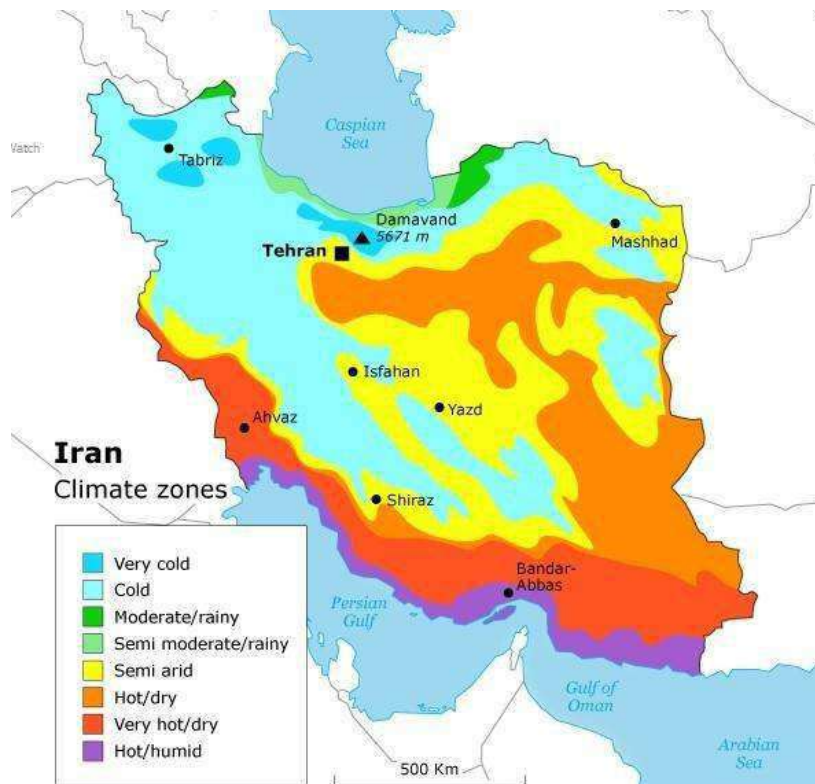 Caspian
Sea
Watch
Tabriz
Damavand
5671 m
Tehran
Mashhad
Isfahan
Yazd
Ahvaz
Iran
Climate zones
Shiraz
Bandar-
Abbas
Very cold
Cold
Moderate/rainy
Semi moderate/rainy
Semi arid
Hot/dry
Very hot/dry
Hot/humid
Persian
Gulf
Gulf of
Oman
Arabian
Sea
500 Km